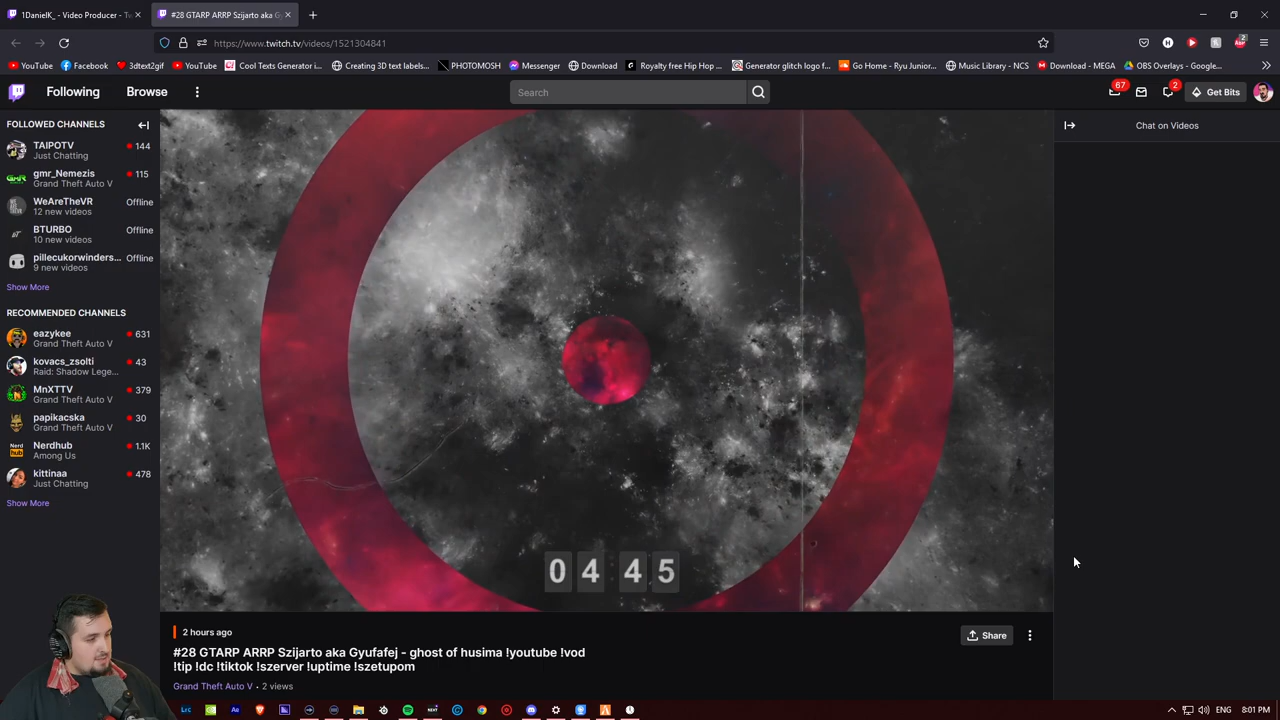 1DanielK_ - Video Producer - Tw
#28 GTARP ARRP Szijarto aka G
https://www.twitch.tv/videos/1521304841
YouTube
Facebook
3dtext2gif
YouTube
Cool Texts Generator i...
Creating 3D text labels...
PHOTOMOSH
Messenger
Download
Royalty free Hip Hop ...
Generator glitch logo f...
Go Home - Ryu Junior...
Music Library - NCS
Download - MEGA
OBS Overlays - Google...
Following
Browse
Search
67
2
Get Bits
FOLLOWED CHANNELS
TAIPOTV
144
Just Chatting
gmr_Nemezis
115
Grand Theft Auto V
WeAreTheVR
Offline
12 new videos
BTURBO
Offline
10 new videos
pillecukorwinders...
Offline
9 new videos
Show More
RECOMMENDED CHANNELS
eazykee
631
Grand Theft Auto V
kovacs_zsolti
43
Raid: Shadow Lege...
MnXTTV
379
Grand Theft Auto V
papikacska
30
Grand Theft Auto V
Nerdhub
1.1K
Among Us
kittinaa
478
Just Chatting
Show More
Chat on Videos
04 45
2 hours ago
Share
#28 GTARP ARRP Szijarto aka Gyufafej - ghost of husima !youtube !vod
!tip !dc !tiktok !szerver !uptime !szetupom
Grand Theft Auto V • 2 views
Lrc
Ae
ENG
8:01 PM